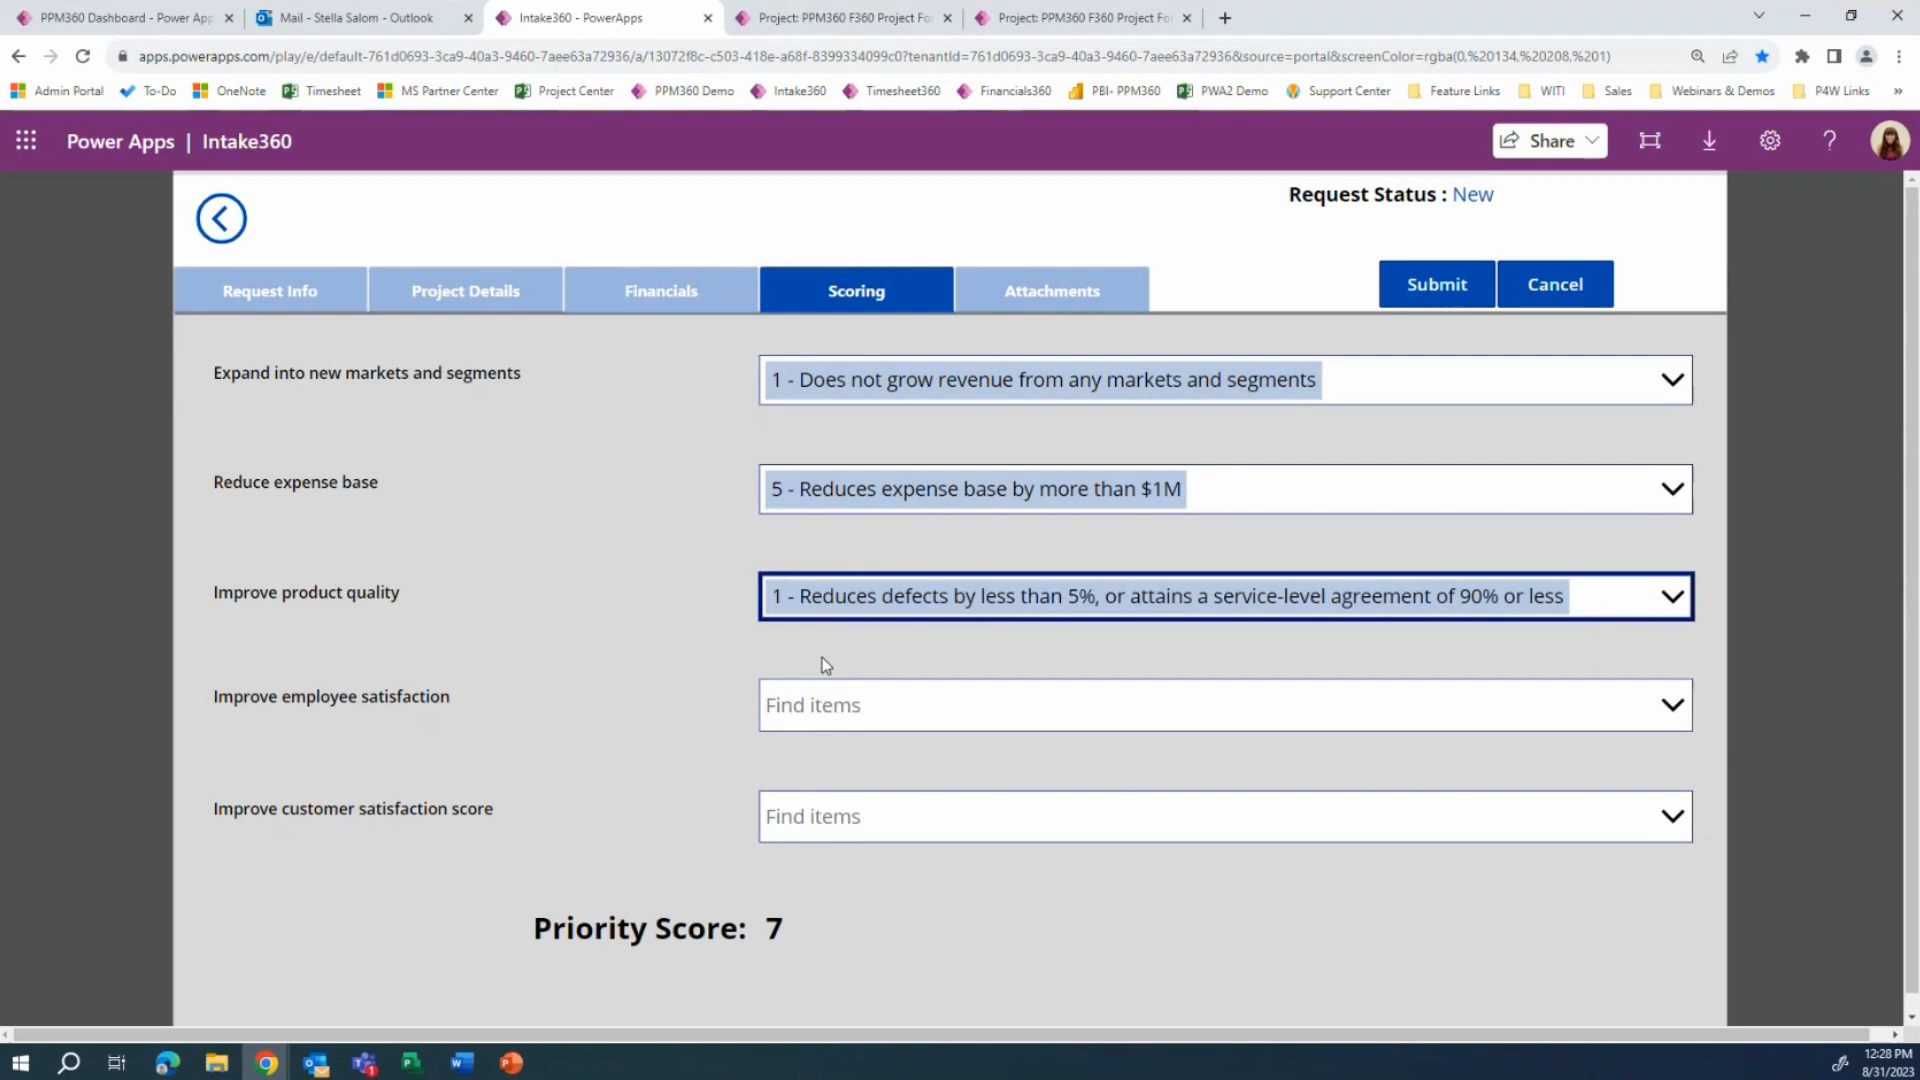 PPM360 Dashboard - Power App
Mail - Stella Salom - Outlook
Intake360 - PowerApps
Project: PPM360 F360 Project Fo
Project: PPM360 F360 Project Fo
apps.powerapps.com/play/e/default-761d0693-3ca9-40a3-9460-7aee63a72936/a/13072f8c-c503-418e-a68f-8399334099c0?tenantId=761d0693-3ca9-40a3-9460-7aee63a72936&source=portal&screenColor=rgba(0,%20134,%20208,%201)
Admin Portal To-Do OneNote Timesheet MS Partner Center Project Center PPM360 Demo Intake360 Timesheet360 Financials360 PBI- PPM360 PWA2 Demo Support Center Feature Links WITI Sales Webinars & Demos P4W Links »
Power Apps | Intake360
Share
Request Status : New
Request Info Project Details Financials Scoring Attachments
Submit Cancel
Expand into new markets and segments
1 - Does not grow revenue from any markets and segments
Reduce expense base
5 - Reduces expense base by more than $1M
Improve product quality
1 - Reduces defects by less than 5%, or attains a service-level agreement of 90% or less
Improve employee satisfaction
Find items
Improve customer satisfaction score
Find items
Priority Score: 7
12:28 PM
8/31/2023